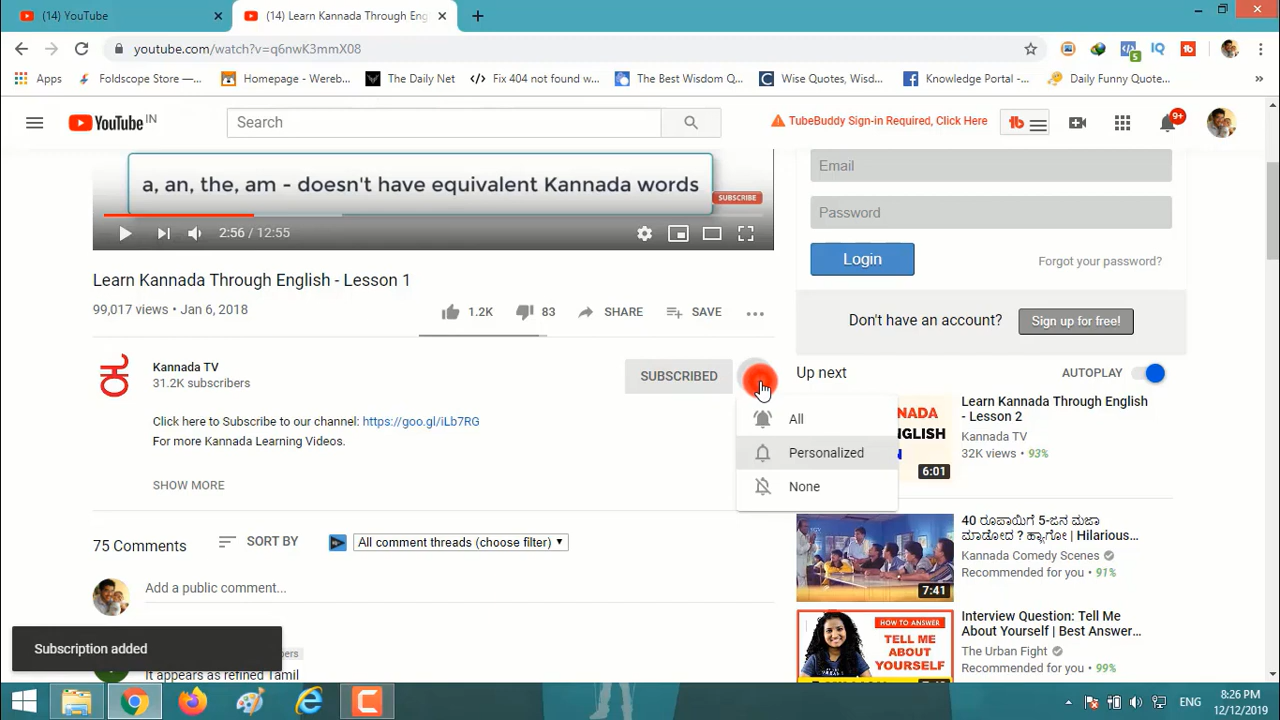 (14) YouTube
(14) Learn Kannada Through Eng
youtube.com/watch?v=q6nwK3mmX08
5
IQ
tb
Apps
Foldscope Store —...
Homepage - Wereb...
The Daily Net
Fix 404 not found w...
The Best Wisdom Q...
Wise Quotes, Wisd...
Knowledge Portal -...
Daily Funny Quote...
»
YouTube IN
Search
TubeBuddy Sign-in Required, Click Here
tb
9+
a, an, the, am - doesn't have equivalent Kannada words
SUBSCRIBE
2:56 / 12:55
Email
Password
Login
Forgot your password?
Don't have an account?
Sign up for free!
Learn Kannada Through English - Lesson 1
99,017 views • Jan 6, 2018
1.2K
83
SHARE
SAVE
Kannada TV
31.2K subscribers
SUBSCRIBED
Click here to Subscribe to our channel: https://goo.gl/iLb7RG
For more Kannada Learning Videos.
SHOW MORE
All
Personalized
None
Up next
AUTOPLAY
NADA
ENGLISH
6:01
Learn Kannada Through English
- Lesson 2
Kannada TV
32K views • 93%
7:41
40 ರೂಪಾಯಿಗೆ 5-ಜನ ಮಜಾ
ಮಾಡೋದ ? ಹ್ಯಾಗೋ | Hilarious...
Kannada Comedy Scenes
Recommended for you • 91%
HOW TO ANSWER
TELL ME
ABOUT
YOURSELF
Interview Question: Tell Me
About Yourself | Best Answer...
The Urban Fight
Recommended for you • 99%
75 Comments
SORT BY
All comment threads (choose filter)
Add a public comment...
Subscription added
It appears as refined Tamil
ENG
8:26 PM
12/12/2019